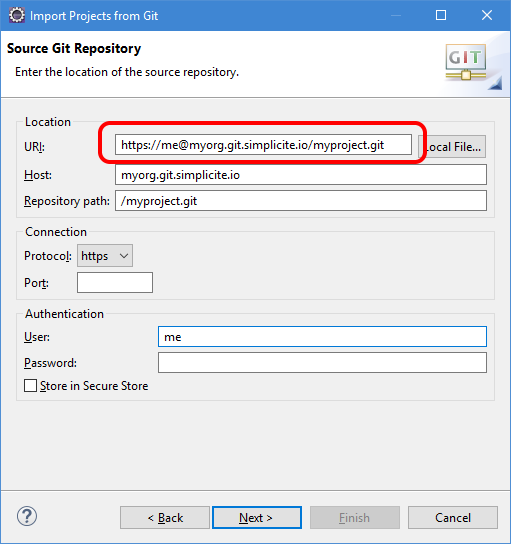 Import Projects from Git
Source Git Repository
Enter the location of the source repository.
GIT
Location
URI: https://me@myorg.git.simplicite.io/myproject.git Local File...
Host: myorg.git.simplicite.io
Repository path: /myproject.git
Connection
Protocol: https
Port:
Authentication
User: me
Password:
Store in Secure Store
? < Back Next > Finish Cancel